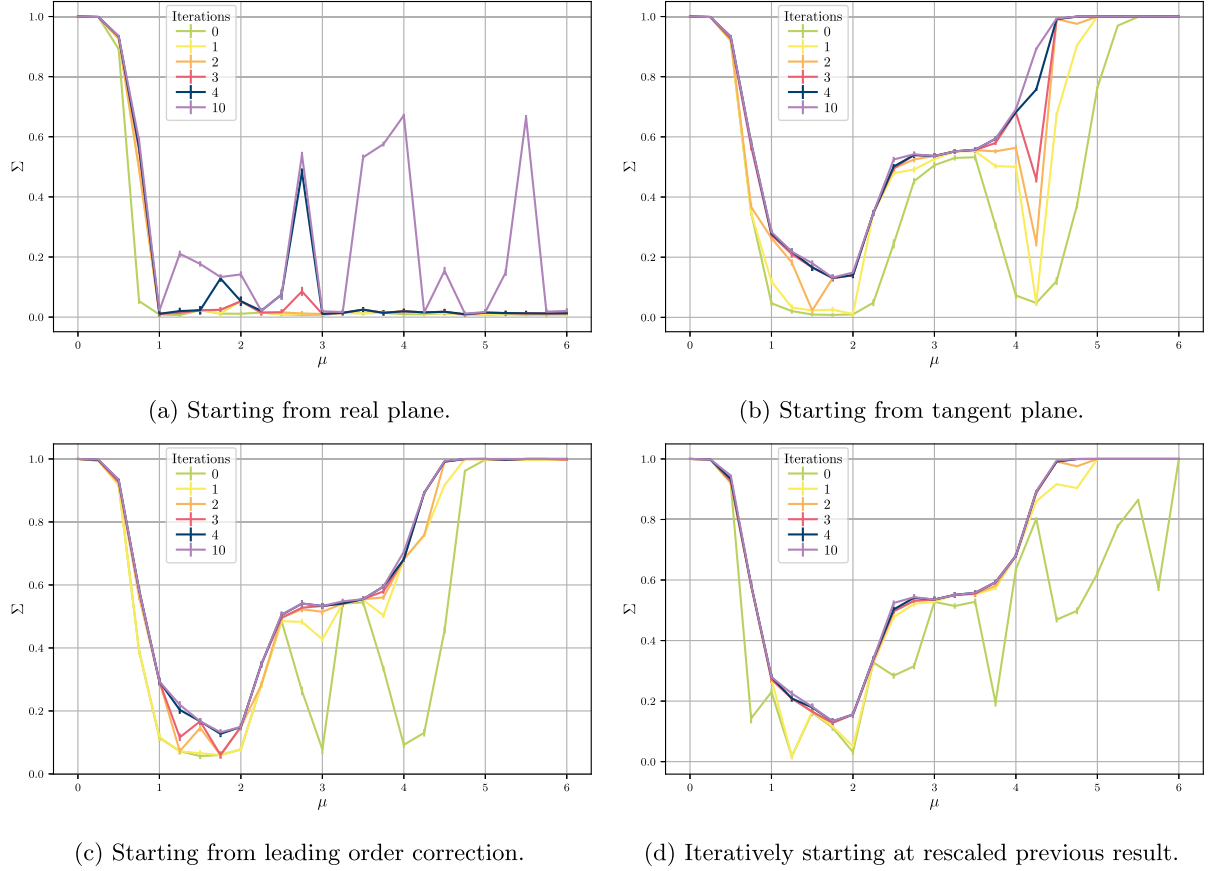 Iterations
0
1
2
3
4
10
1.0
0.8
0.6
0.4
0.2
0.0
Σ
0 1 2 3 4 5 6
μ
(a) Starting from real plane.
Iterations
0
1
2
3
4
10
1.0
0.8
0.6
0.4
0.2
0.0
Σ
0 1 2 3 4 5 6
μ
(b) Starting from tangent plane.
Iterations
0
1
2
3
4
10
1.0
0.8
0.6
0.4
0.2
0.0
Σ
0 1 2 3 4 5 6
μ
(c) Starting from leading order correction.
Iterations
0
1
2
3
4
10
1.0
0.8
0.6
0.4
0.2
0.0
Σ
0 1 2 3 4 5 6
μ
(d) Iteratively starting at rescaled previous result.